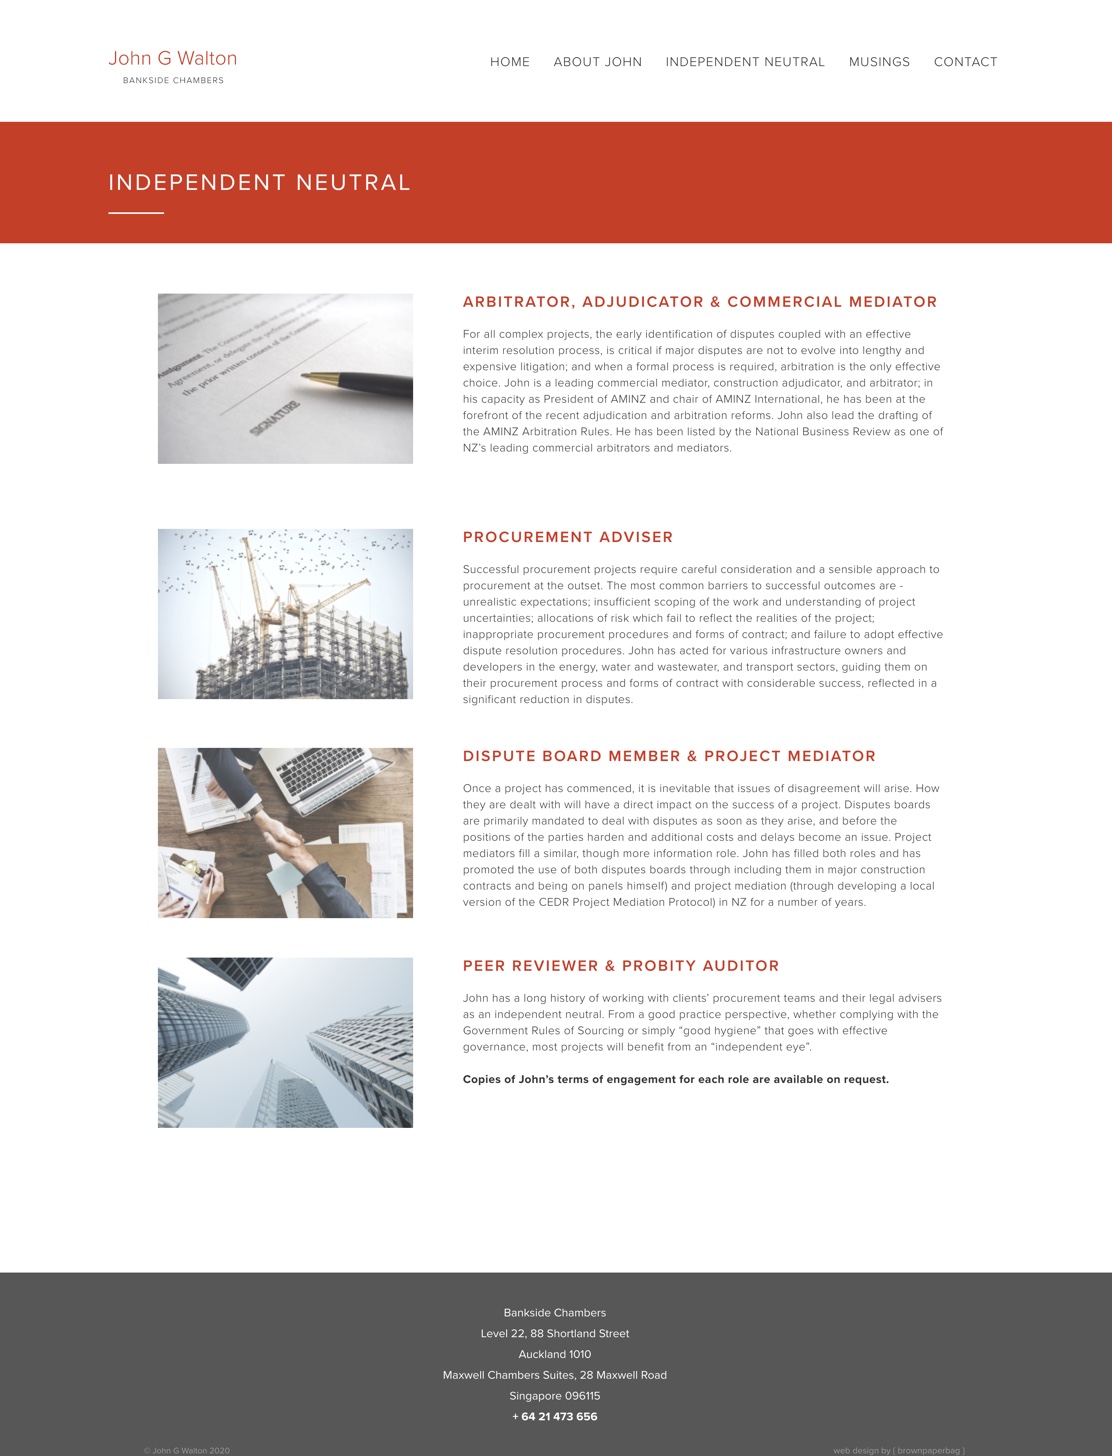 John G Walton
BANKSIDE CHAMBERS
HOME ABOUT JOHN INDEPENDENT NEUTRAL MUSINGS CONTACT
INDEPENDENT NEUTRAL
Assignment. The Contractor shall not assign
Agreement, or delegate the performance of
the prior written consent of the Committee.
SIGNATURE
ARBITRATOR, ADJUDICATOR & COMMERCIAL MEDIATOR
For all complex projects, the early identification of disputes coupled with an effective
interim resolution process, is critical if major disputes are not to evolve into lengthy and
expensive litigation; and when a formal process is required, arbitration is the only effective
choice. John is a leading commercial mediator, construction adjudicator, and arbitrator; in
his capacity as President of AMINZ and chair of AMINZ International, he has been at the
forefront of the recent adjudication and arbitration reforms. John also lead the drafting of
the AMINZ Arbitration Rules. He has been listed by the National Business Review as one of
NZ's leading commercial arbitrators and mediators.
PROCUREMENT ADVISER
Successful procurement projects require careful consideration and a sensible approach to
procurement at the outset. The most common barriers to successful outcomes are -
unrealistic expectations; insufficient scoping of the work and understanding of project
uncertainties; allocations of risk which fail to reflect the realities of the project;
inappropriate procurement procedures and forms of contract; and failure to adopt effective
dispute resolution procedures. John has acted for various infrastructure owners and
developers in the energy, water and wastewater, and transport sectors, guiding them on
their procurement process and forms of contract with considerable success, reflected in a
significant reduction in disputes.
DISPUTE BOARD MEMBER & PROJECT MEDIATOR
Once a project has commenced, it is inevitable that issues of disagreement will arise. How
they are dealt with will have a direct impact on the success of a project. Disputes boards
are primarily mandated to deal with disputes as soon as they arise, and before the
positions of the parties harden and additional costs and delays become an issue. Project
mediators fill a similar, though more information role. John has filled both roles and has
promoted the use of both disputes boards through including them in major construction
contracts and being on panels himself) and project mediation (through developing a local
version of the CEDR Project Mediation Protocol) in NZ for a number of years.
PEER REVIEWER & PROBITY AUDITOR
John has a long history of working with clients' procurement teams and their legal advisers
as an independent neutral. From a good practice perspective, whether complying with the
Government Rules of Sourcing or simply "good hygiene" that goes with effective
governance, most projects will benefit from an "independent eye".
Copies of John's terms of engagement for each role are available on request.
Bankside Chambers
Level 22, 88 Shortland Street
Auckland 1010
Maxwell Chambers Suites, 28 Maxwell Road
Singapore 096115
+ 64 21 473 656
© John G Walton 2020
web design by { brownpaperbag }